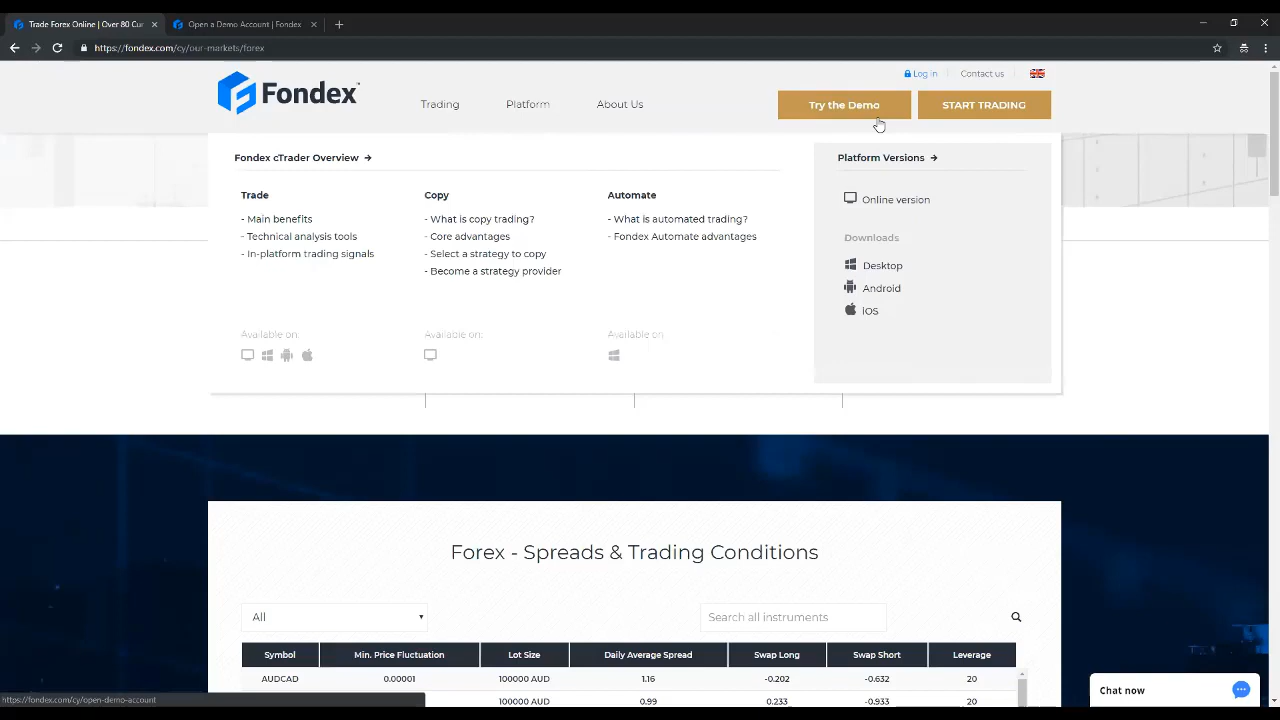 Trade Forex Online | Over 80 Cur
Open a Demo Account | Fondex
https://fondex.com/cy/our-markets/forex
Log in
Contact us
Fondex
Trading
Platform
About Us
Try the Demo
START TRADING
Fondex cTrader Overview
Platform Versions
Trade
Copy
Automate
Online version
- Main benefits
- What is copy trading?
- What is automated trading?
- Technical analysis tools
- Core advantages
- Fondex Automate advantages
Downloads
- In-platform trading signals
- Select a strategy to copy
Desktop
- Become a strategy provider
Android
iOS
Available on:
Available on:
Available on:
Forex - Spreads & Trading Conditions
All
Search all instruments
Symbol Min. Price Fluctuation Lot Size Daily Average Spread Swap Long Swap Short Leverage
AUDCAD 0.00001 100000 AUD 1.16 -0.202 -0.632 20
100000 AUD 0.99 0.233 -0.933 20
Chat now
https://fondex.com/cy/open-demo-account